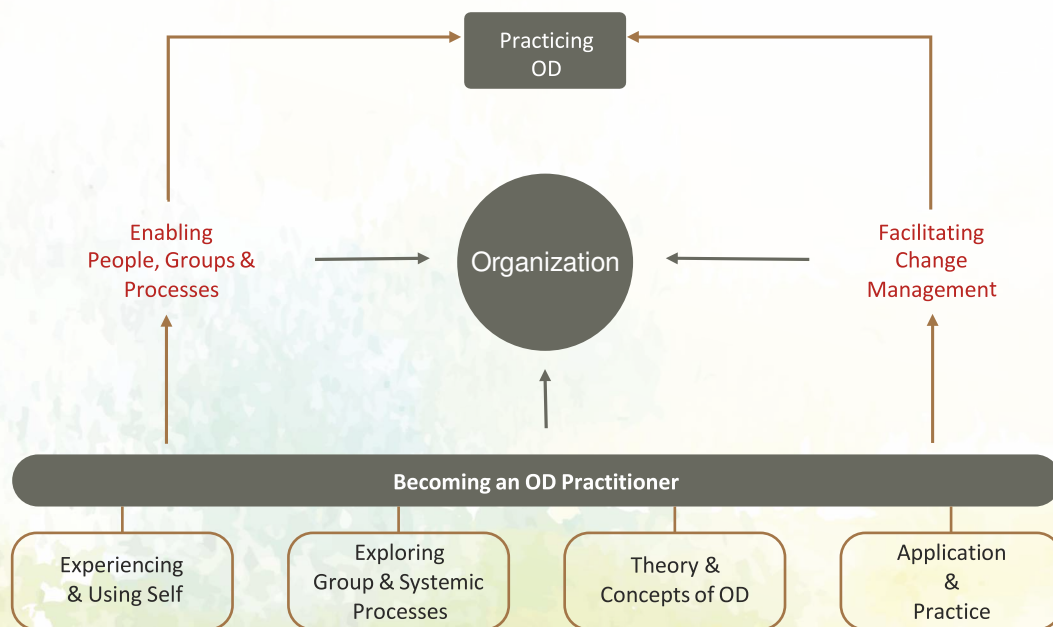 Practicing
OD
Enabling
People, Groups &
Processes
Organization
Facilitating
Change
Management
Becoming an OD Practitioner
Experiencing
& Using Self
Exploring
Group & Systemic
Processes
Theory &
Concepts of OD
Application
&
Practice